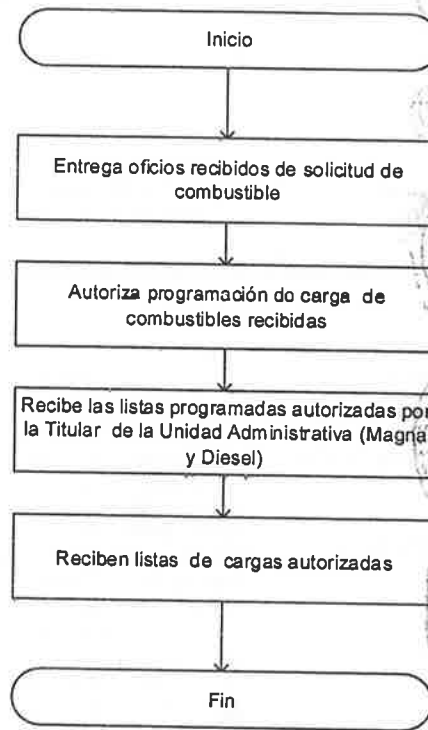 Inicio
Entrega oficios recibidos de solicitud de
combustible
Autoriza programación do carga de
combustibles recibidas
Recibe las listas programadas autorizadas por
la Titular de la Unidad Administrativa (Magna
y Diesel)
Reciben listas de cargas autorizadas
Fin